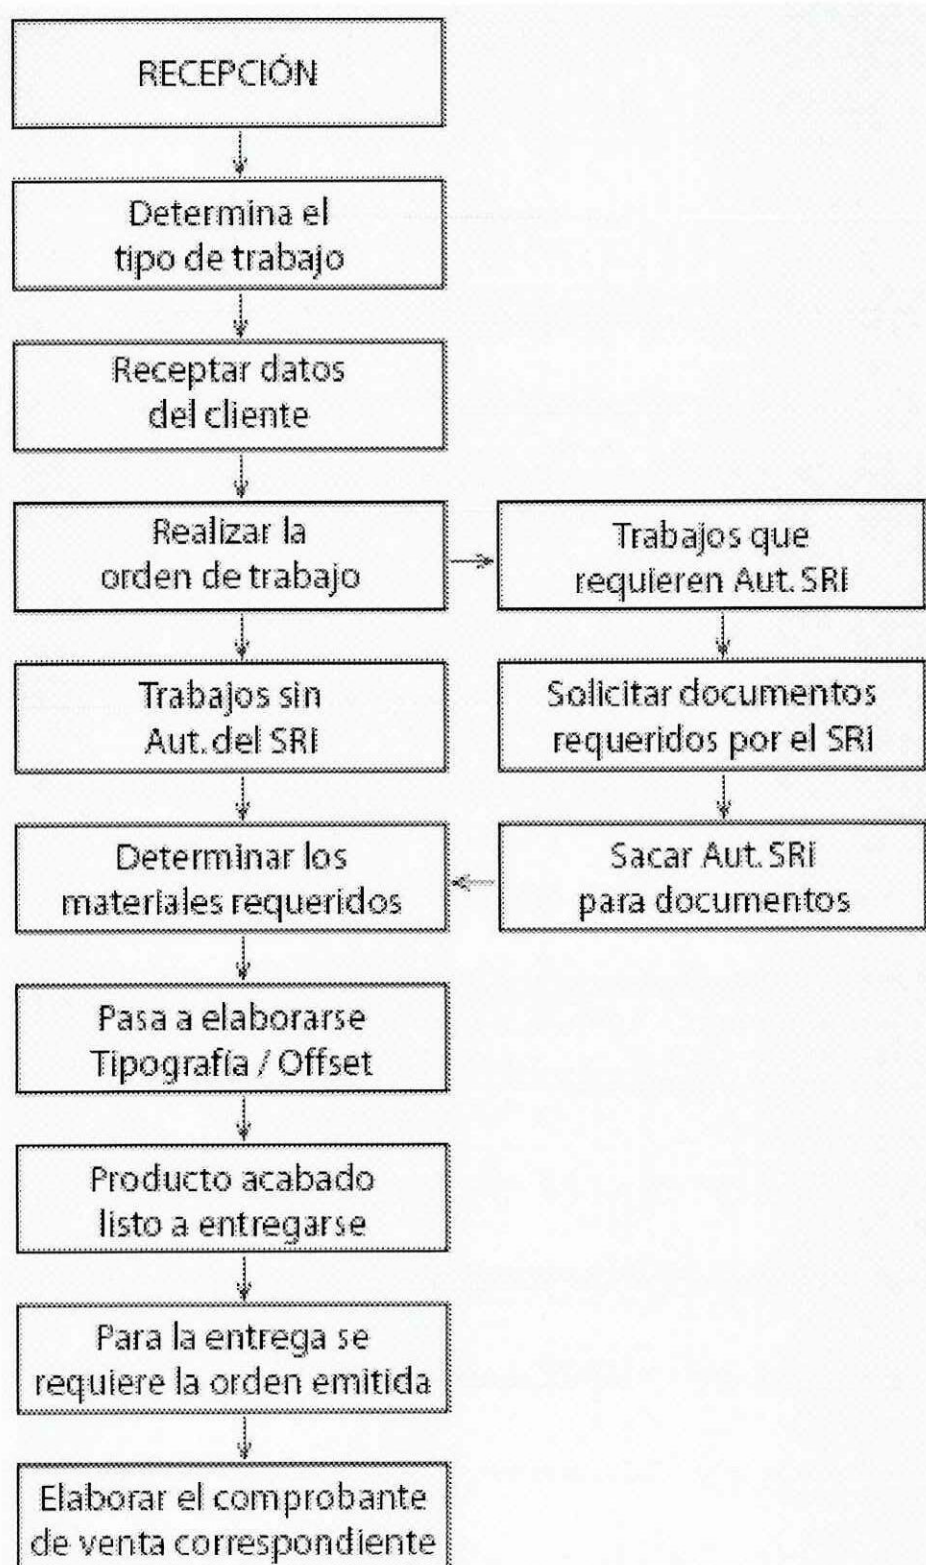 RECEPCIÓN
Determina el
tipo de trabajo
Receptar datos
del cliente
Realizar la
orden de trabajo
Trabajos que
requieren Aut. SRI
Trabajos sin
Aut. del SRI
Solicitar documentos
requeridos por el SRI
Determinar los
materiales requeridos
Sacar Aut. SRI
para documentos
Pasa a elaborarse
Tipografía / Offset
Producto acabado
listo a entregarse
Para la entrega se
requiere la orden emitida
Elaborar el comprobante
de venta correspondiente